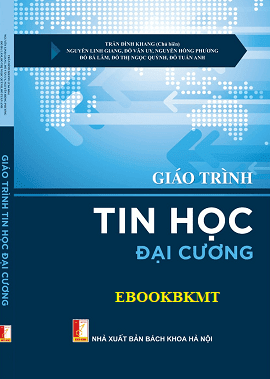 TRẦN ĐÌNH KHANG (Chủ biên)
NGUYỄN LINH GIANG, ĐỖ VĂN UY, NGUYỄN HỒNG PHƯƠNG
ĐỖ BÁ LÂM, ĐỖ THỊ NGỌC QUỲNH, ĐỖ TUẤN ANH
GIÁO TRÌNH
TIN HỌC
ĐẠI CƯƠNG
EBOOKBKMT
NHÀ XUẤT BẢN BÁCH KHOA HÀ NỘI
GIÁO TRÌNH TIN HỌC ĐẠI CƯƠNG